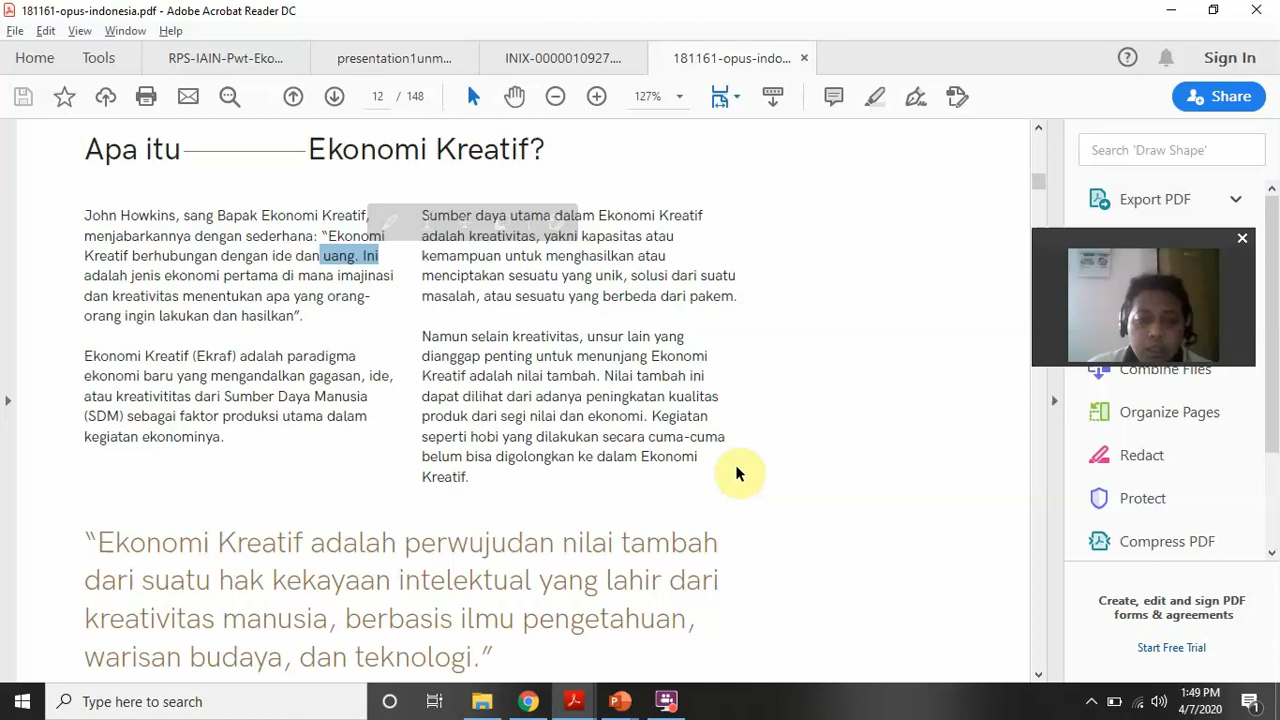 181161-opus-indonesia.pdf - Adobe Acrobat Reader DC
File Edit View Window Help
Home Tools RPS-IAIN-Pwt-Eko... presentation1unm... INIX-0000010927.... 181161-opus-indo...
Sign In
12 / 148 127%
Share
Apa itu Ekonomi Kreatif?
John Howkins, sang Bapak Ekonomi Kreatif,
menjabarkannya dengan sederhana: “Ekonomi
Kreatif berhubungan dengan ide dan uang. Ini
adalah jenis ekonomi pertama di mana imajinasi
dan kreativitas menentukan apa yang orang-
orang ingin lakukan dan hasilkan”.
Ekonomi Kreatif (Ekraf) adalah paradigma
ekonomi baru yang mengandalkan gagasan, ide,
atau kreativititas dari Sumber Daya Manusia
(SDM) sebagai faktor produksi utama dalam
kegiatan ekonominya.
Sumber daya utama dalam Ekonomi Kreatif
adalah kreativitas, yakni kapasitas atau
kemampuan untuk menghasilkan atau
menciptakan sesuatu yang unik, solusi dari suatu
masalah, atau sesuatu yang berbeda dari pakem.
Namun selain kreativitas, unsur lain yang
dianggap penting untuk menunjang Ekonomi
Kreatif adalah nilai tambah. Nilai tambah ini
dapat dilihat dari adanya peningkatan kualitas
produk dari segi nilai dan ekonomi. Kegiatan
seperti hobi yang dilakukan secara cuma-cuma
belum bisa digolongkan ke dalam Ekonomi
Kreatif.
“Ekonomi Kreatif adalah perwujudan nilai tambah
dari suatu hak kekayaan intelektual yang lahir dari
kreativitas manusia, berbasis ilmu pengetahuan,
warisan budaya, dan teknologi.”
Search 'Draw Shape'
Export PDF
Combine Files
Organize Pages
Redact
Protect
Compress PDF
Create, edit and sign PDF
forms & agreements
Start Free Trial
Type here to search
1:49 PM
4/7/2020
1